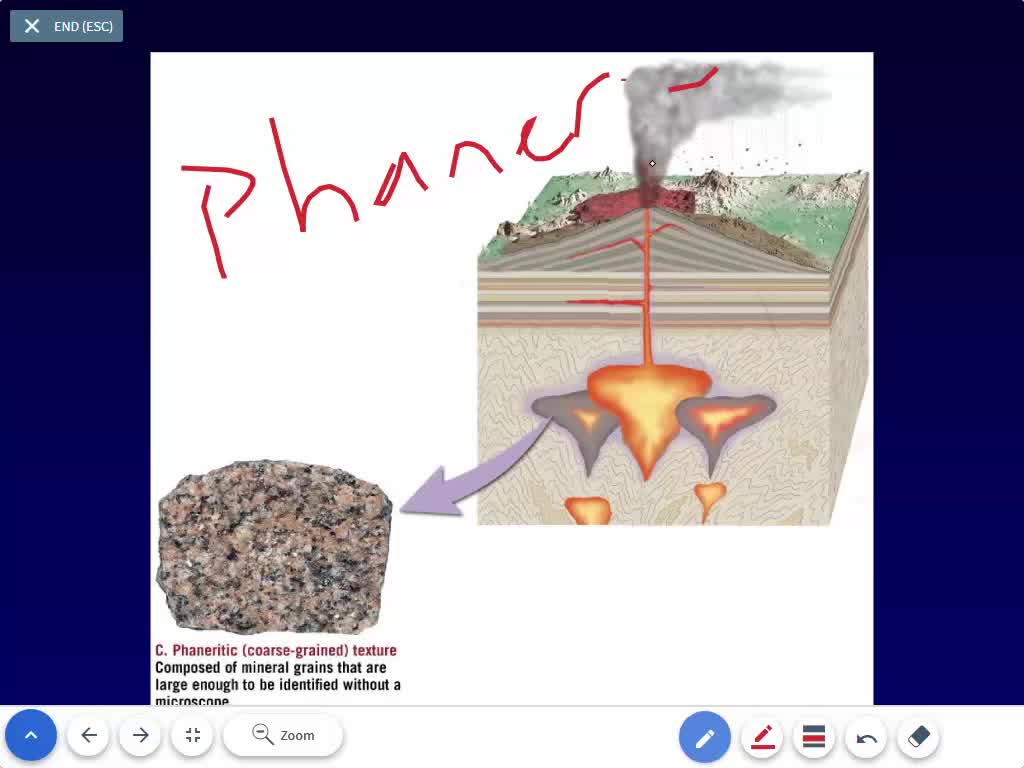 END (ESC)
Phaner
C. Phaneritic (coarse-grained) texture
Composed of mineral grains that are
large enough to be identified without a
microscope
Zoom